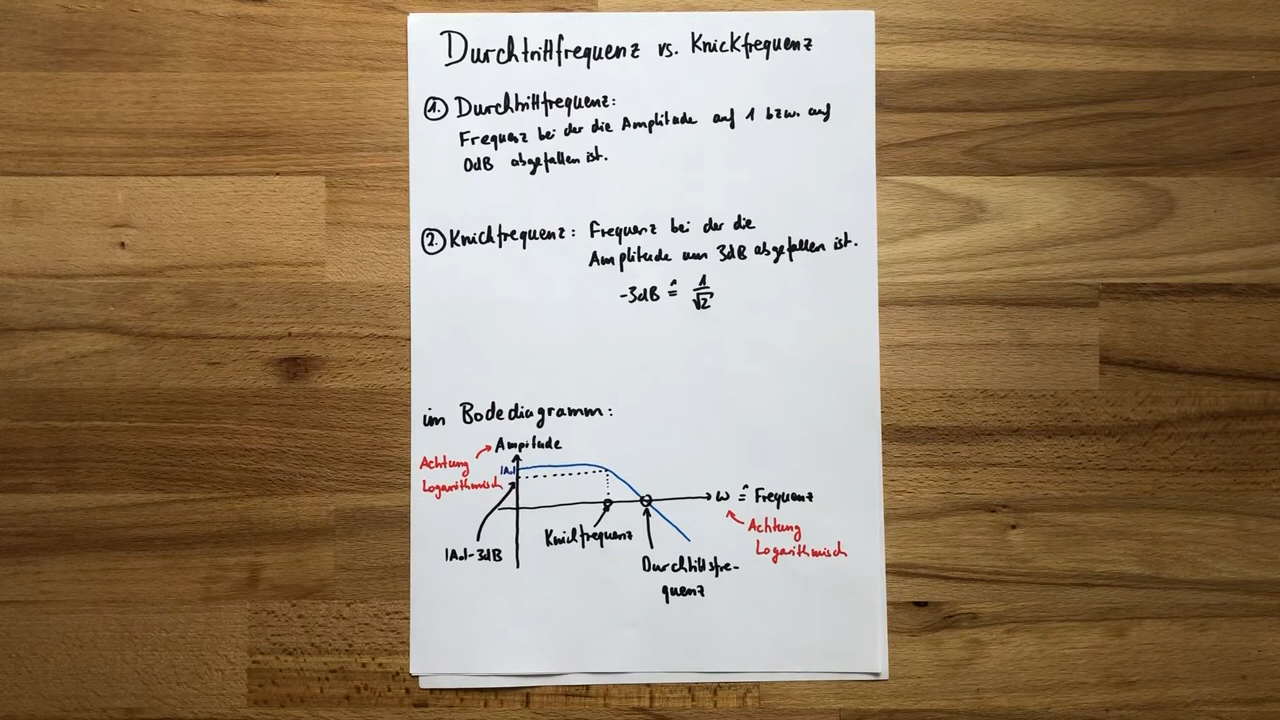 Durchtrittfrequenz vs. Knickfrequenz
1. Durchtrittfrequenz:
Frequenz bei der die Amplitude auf 1 bzw. auf
0dB abgefallen ist.
2. Knickfrequenz: Frequenz bei der die
Amplitude um 3dB abgefallen ist.
-3dB ≙ 1/√2
im Bodediagramm:
Amplitude
Achtung
Logarithmisch
|A₀|
ω ≙ Frequenz
Achtung
Logarithmisch
Knickfrequenz
|A₀|-3dB
Durchtittsfre-
quenz